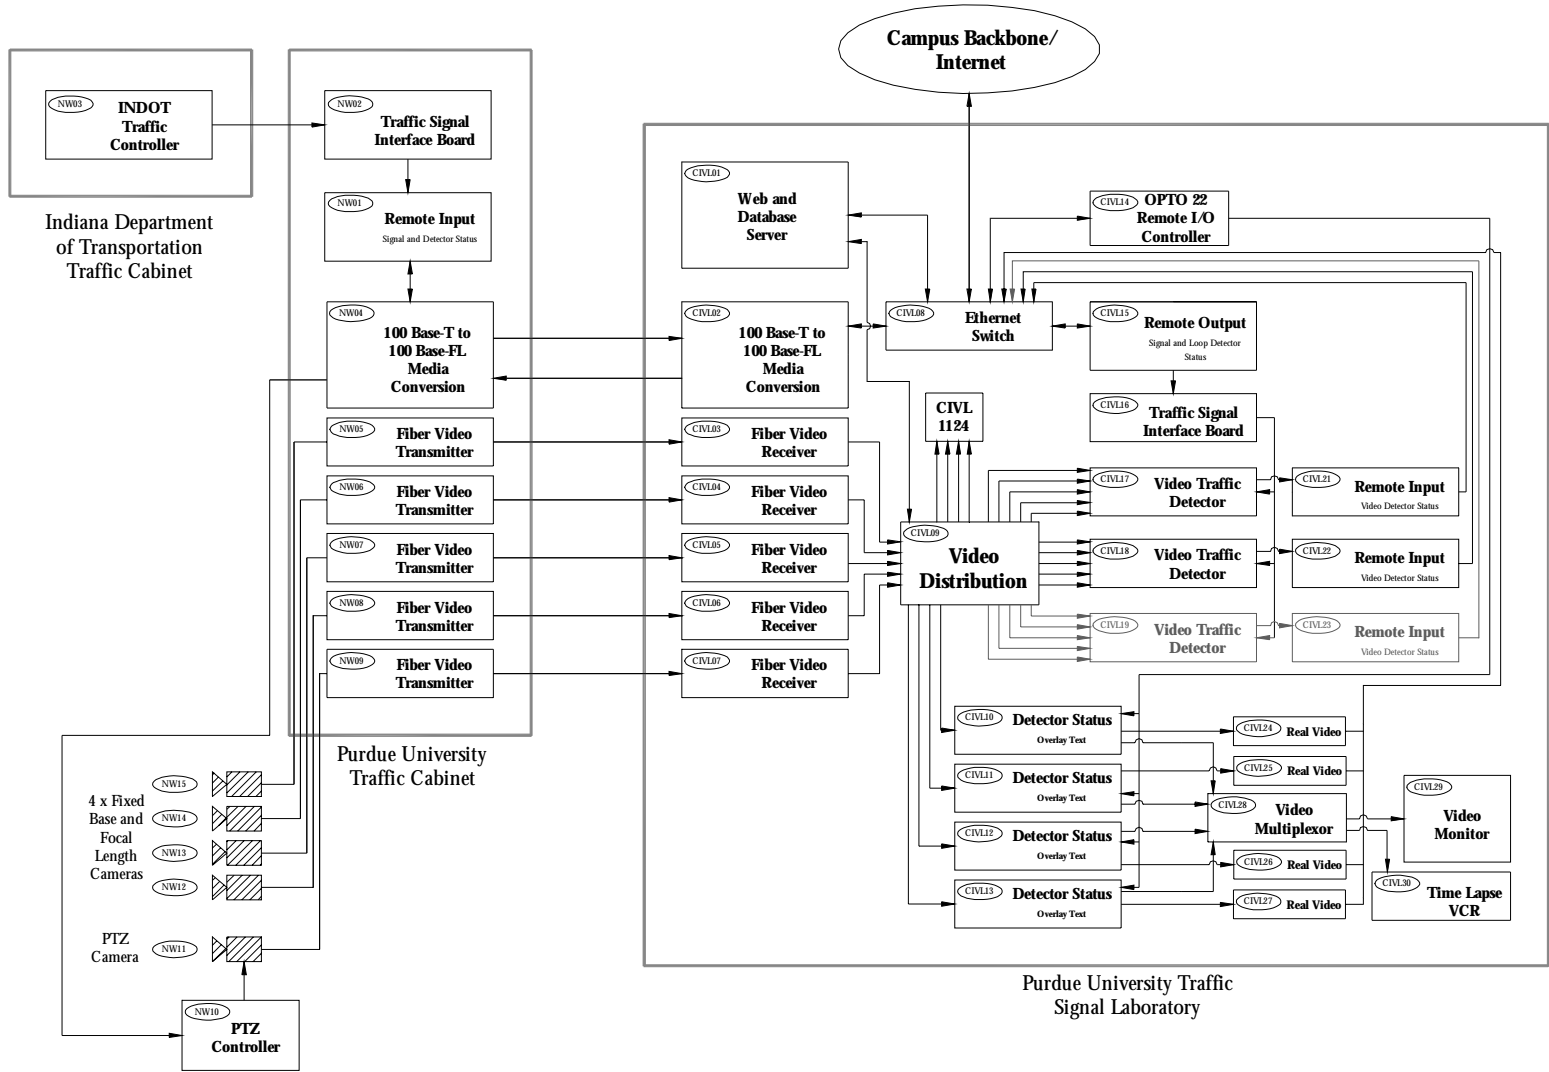 Campus Backbone/
Internet
NW03
INDOT
Traffic
Controller
Indiana Department
of Transportation
Traffic Cabinet
NW02
Traffic Signal
Interface Board
NW01
Remote Input
Signal and Detector Status
NW04
100 Base-T to
100 Base-FL
Media
Conversion
NW05
Fiber Video
Transmitter
NW06
Fiber Video
Transmitter
NW07
Fiber Video
Transmitter
NW08
Fiber Video
Transmitter
NW09
Fiber Video
Transmitter
Purdue University
Traffic Cabinet
NW15
NW14
NW13
NW12
4 x Fixed
Base and
Focal
Length
Cameras
PTZ
Camera
NW11
NW10
PTZ
Controller
CIVL01
Web and
Database
Server
CIVL02
100 Base-T to
100 Base-FL
Media
Conversion
CIVL03
Fiber Video
Receiver
CIVL04
Fiber Video
Receiver
CIVL05
Fiber Video
Receiver
CIVL06
Fiber Video
Receiver
CIVL07
Fiber Video
Receiver
CIVL08
Ethernet
Switch
CIVL
1124
CIVL09
Video
Distribution
CIVL14
OPTO 22
Remote I/O
Controller
CIVL15
Remote Output
Signal and Loop Detector
Status
CIVL16
Traffic Signal
Interface Board
CIVL17
Video Traffic
Detector
CIVL21
Remote Input
Video Detector Status
CIVL18
Video Traffic
Detector
CIVL22
Remote Input
Video Detector Status
CIVL19
Video Traffic
Detector
CIVL23
Remote Input
Video Detector Status
CIVL10
Detector Status
Overlay Text
CIVL11
Detector Status
Overlay Text
CIVL12
Detector Status
Overlay Text
CIVL13
Detector Status
Overlay Text
CIVL24
Real Video
CIVL25
Real Video
CIVL28
Video
Multiplexor
CIVL26
Real Video
CIVL27
Real Video
CIVL29
Video
Monitor
CIVL30
Time Lapse
VCR
Purdue University Traffic
Signal Laboratory